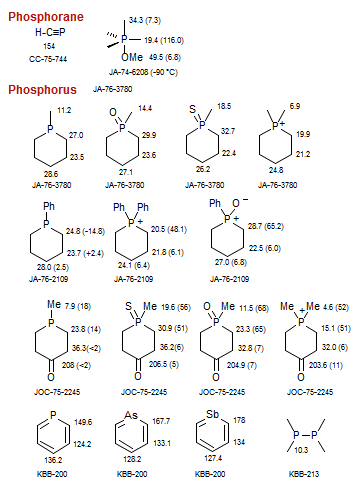 Phosphorane
34.3 (7.3)
H-C≡P
P
19.4 (116.0)
154
OMe 49.5 (6.8)
CC-75-744
JA-74-6208 (-90 °C)
Phosphorus
JA-76-3780
11.2
O
14.4
S
18.5
6.9
P
P
P
P+
27.0
29.9
32.7
19.9
23.5
23.6
22.4
21.2
28.6
27.1
26.2
24.8
JA-76-3780
JA-76-3780
JA-76-3780
JA-76-3780
Ph
Ph Ph
Ph O −
P
P+
P+
24.8 (-14.8)
20.5 (48.1)
28.7 (65.2)
23.7 (+2.4)
21.8 (6.1)
22.5 (6.0)
28.0 (2.5)
24.1 (6.4)
27.0 (6.8)
JA-76-2109
JA-76-2109
JA-76-2109
Me 7.9 (18)
S Me 19.6 (56)
O Me 11.5 (68)
Me Me 4.6 (52)
P
P
P
P+
23.8 (14)
30.9 (51)
23.3 (65)
15.1 (51)
36.3(<2)
36.2(6)
32.8 (7)
32.0 (6)
208 (<2)
206.5 (5)
204.9 (7)
203.6 (11)
O
O
O
O
JOC-75-2245
JOC-75-2245
JOC-75-2245
JOC-75-2245
P
As
Sb
149.6
167.7
178
P-P
124.2
133.1
134
10.3
136.2
128.2
127.4
KBB-200
KBB-200
KBB-200
KBB-213